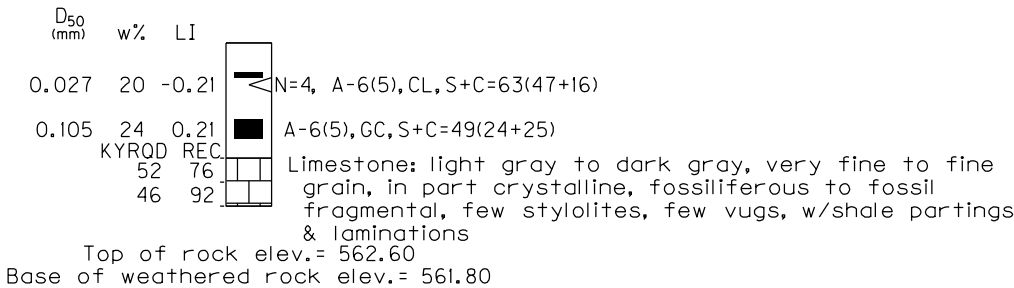 D50
(mm) w% LI
0.027 20 -0.21 N=4, A-6(5),CL,S+C=63(47+16)
0.105 24 0.21 A-6(5),GC,S+C=49(24+25)
KYRQD REC
52 76 Limestone: light gray to dark gray, very fine to fine
46 92 grain, in part crystalline, fossiliferous to fossil
fragmental, few stylolites, few vugs, w/shale partings
& laminations
Top of rock elev.= 562.60
Base of weathered rock elev.= 561.80